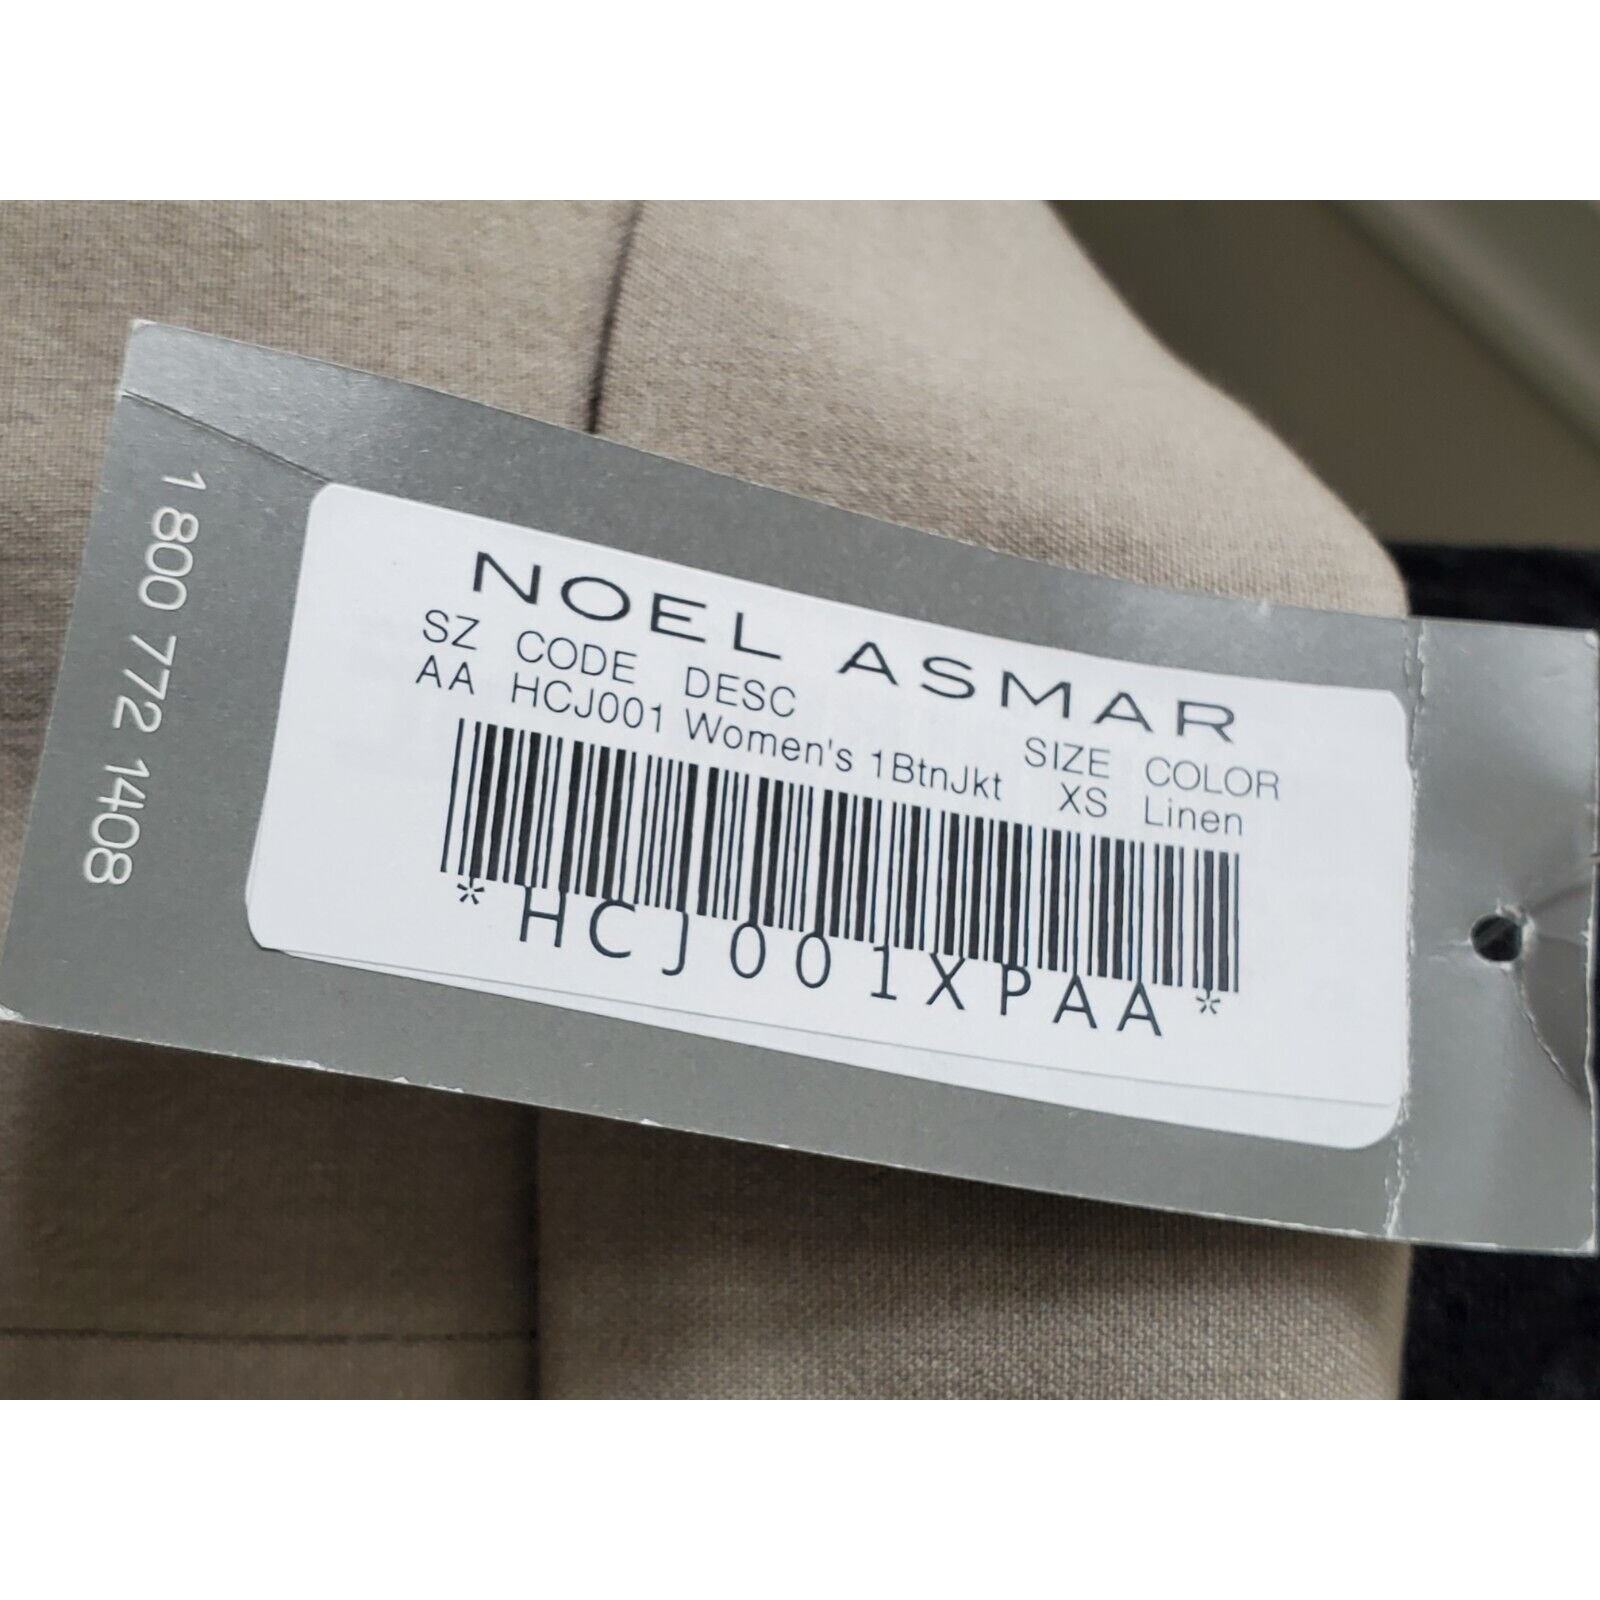 NOEL ASMAR
SZ CODE DESC SIZE COLOR
AA HCJ001 Women's 1BtnJkt XS Linen
*HCJ001XPAA*
1 800 772 1408